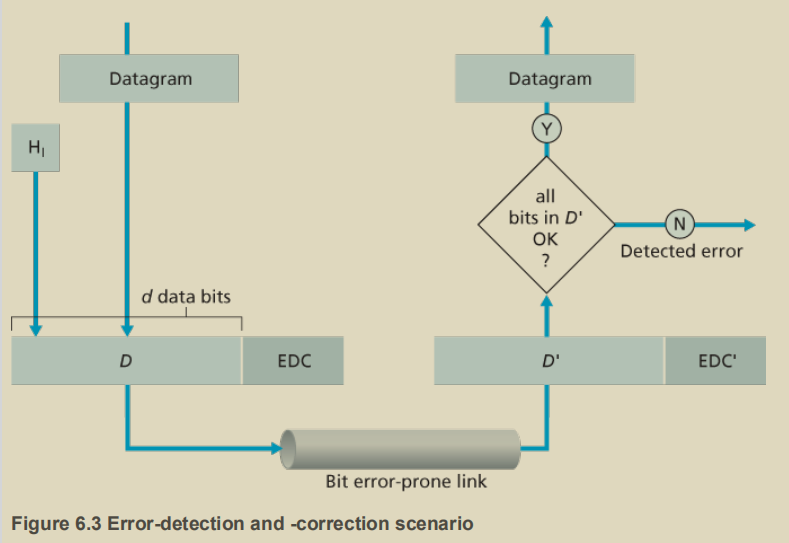 Datagram
H_l
d data bits
D
EDC
Bit error-prone link
Datagram
Y
all
bits in D'
OK
?
N
Detected error
D'
EDC'
Figure 6.3 Error-detection and -correction scenario